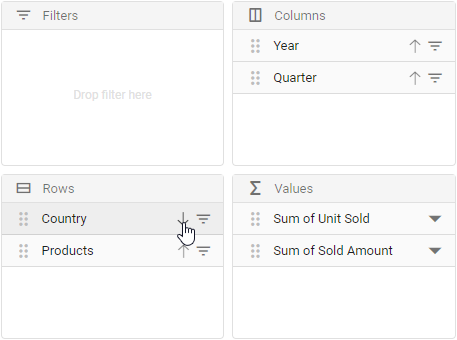 Filters
Drop filter here
Columns
Year
Quarter
Rows
Country
Products
Values
Sum of Unit Sold
Sum of Sold Amount